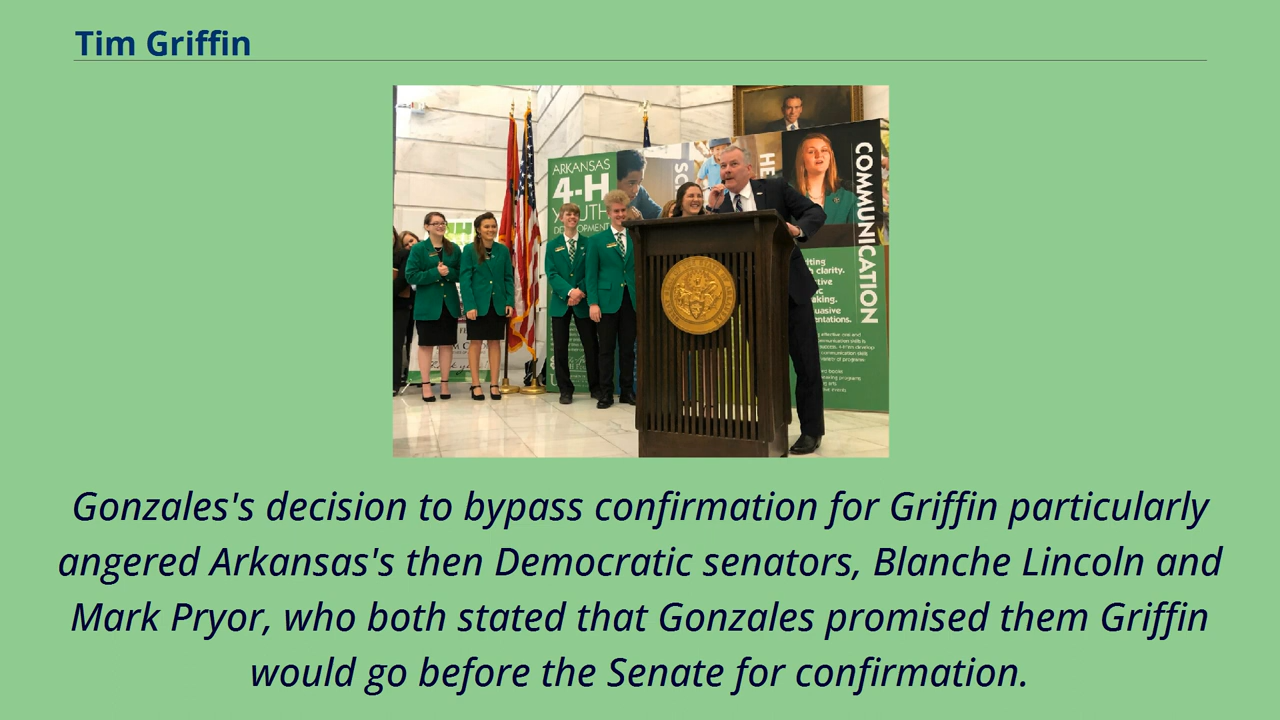 Tim Griffin
ARKANSAS
4-H
YOUTH
COMMUNICATION
clarity.
Gonzales's decision to bypass confirmation for Griffin particularly
angered Arkansas's then Democratic senators, Blanche Lincoln and
Mark Pryor, who both stated that Gonzales promised them Griffin
would go before the Senate for confirmation.